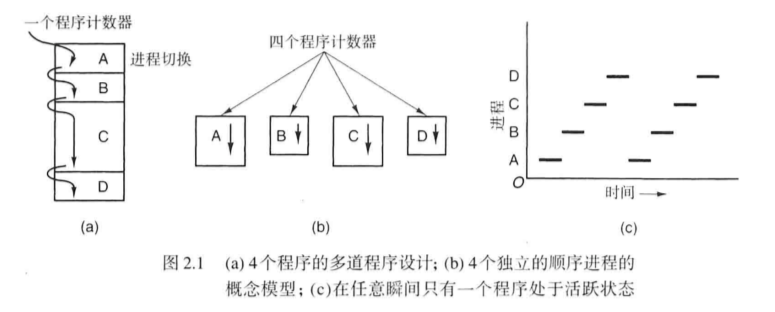 一个程序计数器
A
进程切换
B
C
D
(a)
四个程序计数器
A
B
C
D
(b)
进程
D
C
B
A
O
时间
(c)
图 2.1 (a) 4个程序的多道程序设计; (b) 4个独立的顺序进程的
概念模型; (c)在任意瞬间只有一个程序处于活跃状态